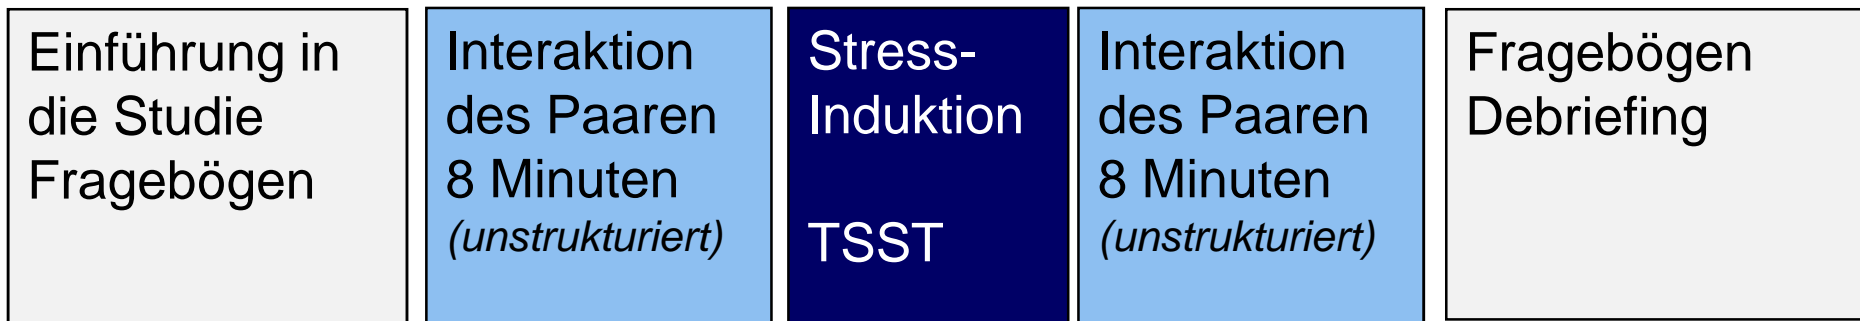 Einführung in
die Studie
Fragebögen
Interaktion
des Paaren
8 Minuten
(unstrukturiert)
Stress-
Induktion
TSST
Interaktion
des Paaren
8 Minuten
(unstrukturiert)
Fragebögen
Debriefing